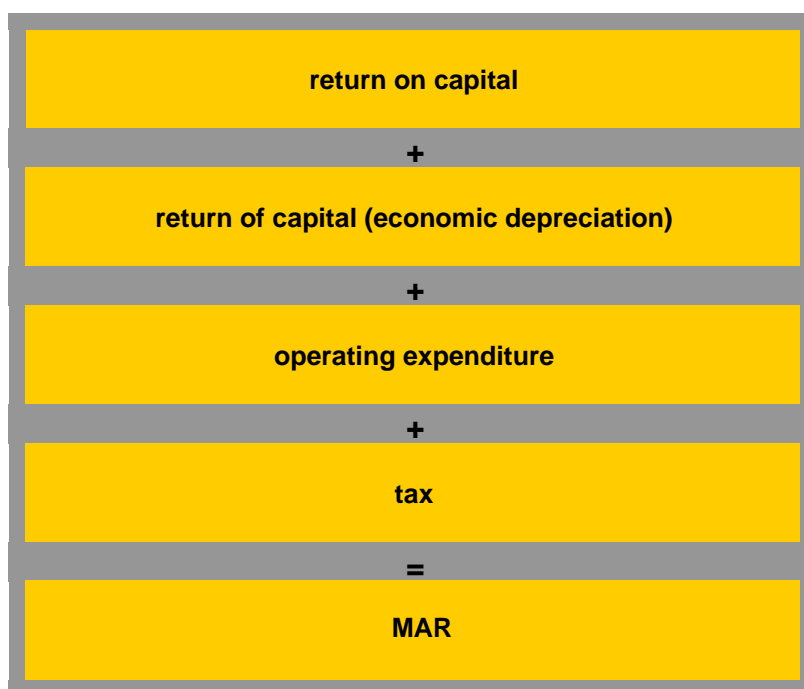 return on capital
+
return of capital (economic depreciation)
+
operating expenditure
+
tax
=
MAR